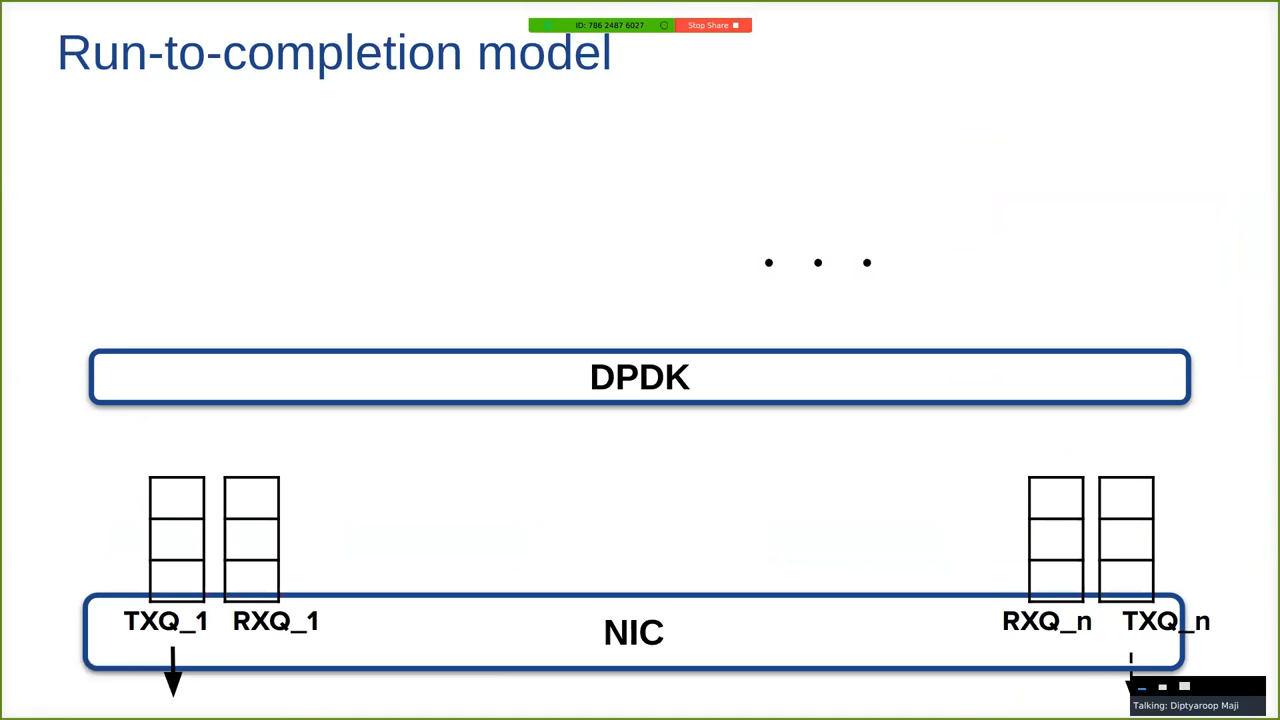 ID: 786 2487 6027 Stop Share
Run-to-completion model
. . .
DPDK
TXQ_1 RXQ_1 NIC RXQ_n TXQ_n
Talking: Diptyaroop Maji